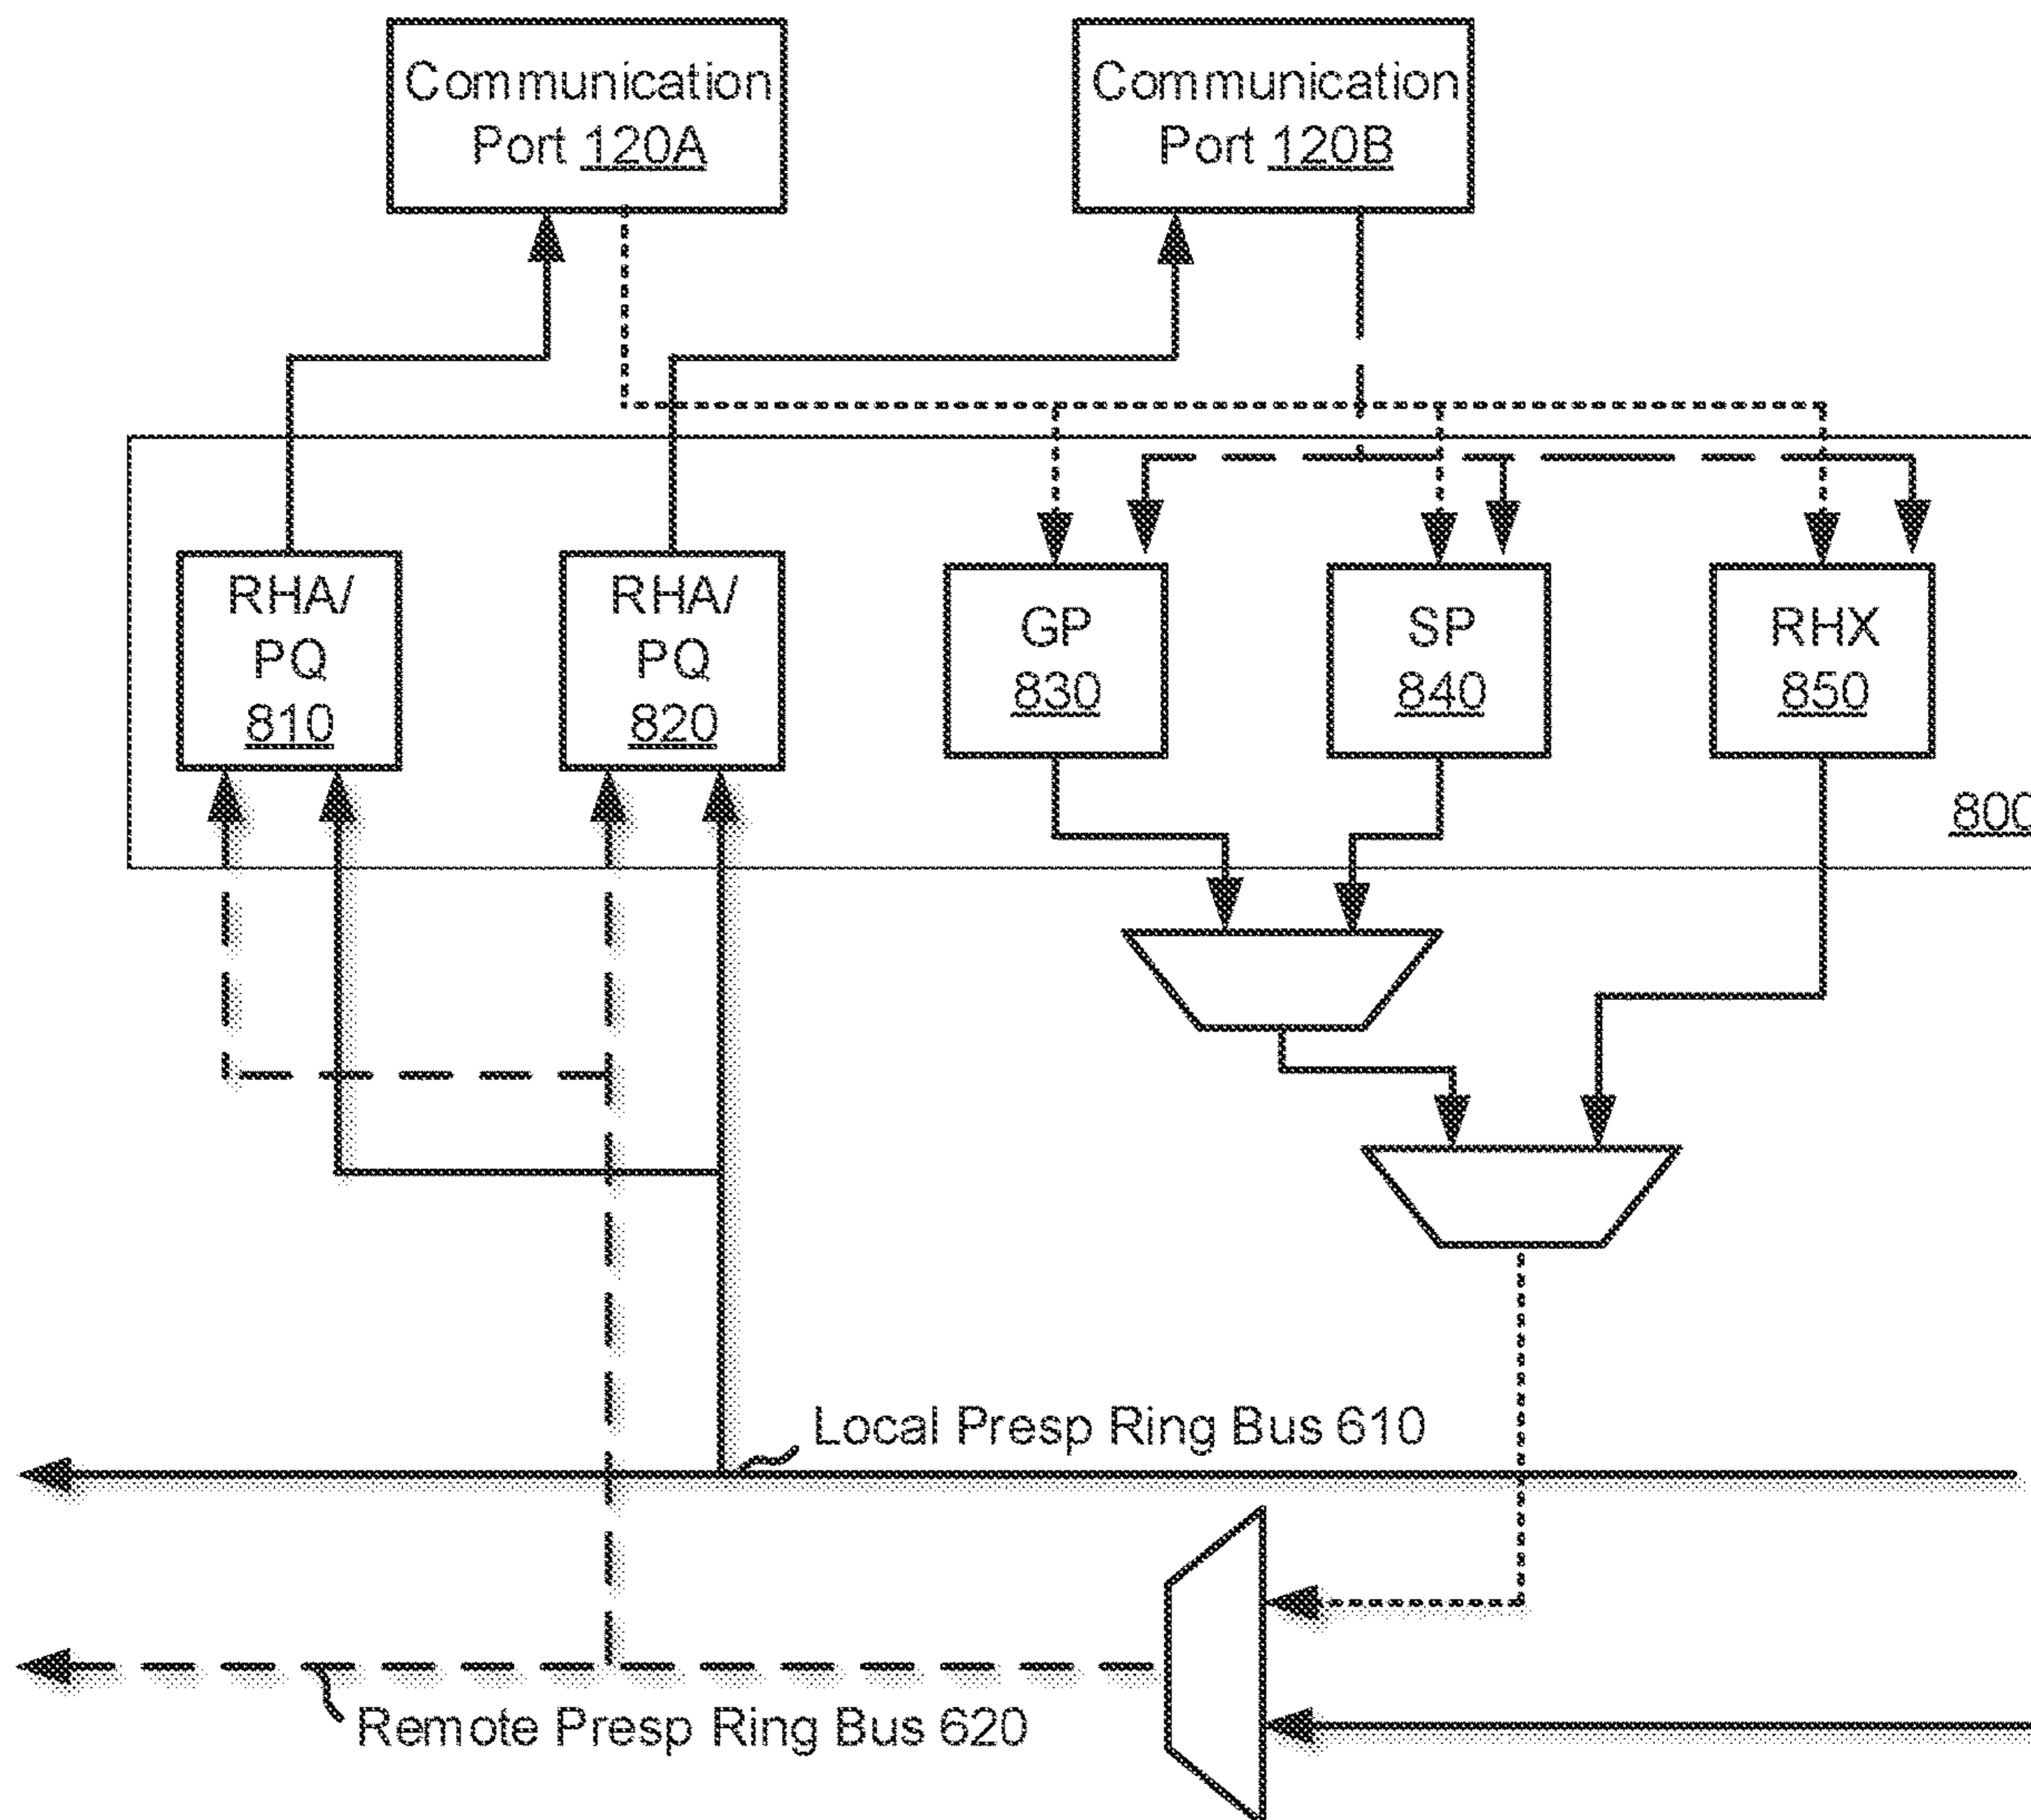 Communication
Port 120A
Communication
Port 120B
RHA/
PQ
810
RHA/
PQ
820
GP
830
SP
840
RHX
850
800
Local Presp Ring Bus 610
Remote Presp Ring Bus 620